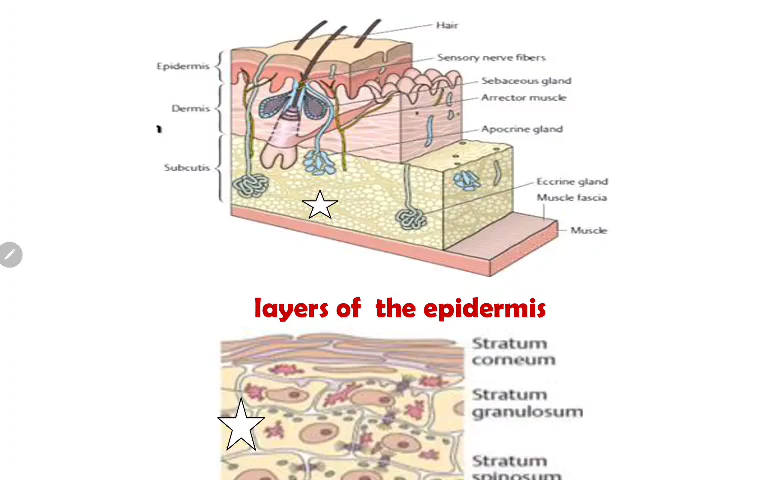 Hair
Sensory nerve fibers
Epidermis
Sebaceous gland
Arrector muscle
Dermis
Apocrine gland
Subcutis
Eccrine gland
Muscle fascia
Muscle
layers of the epidermis
Stratum
corneum
Stratum
granulosum
Stratum
spinosum